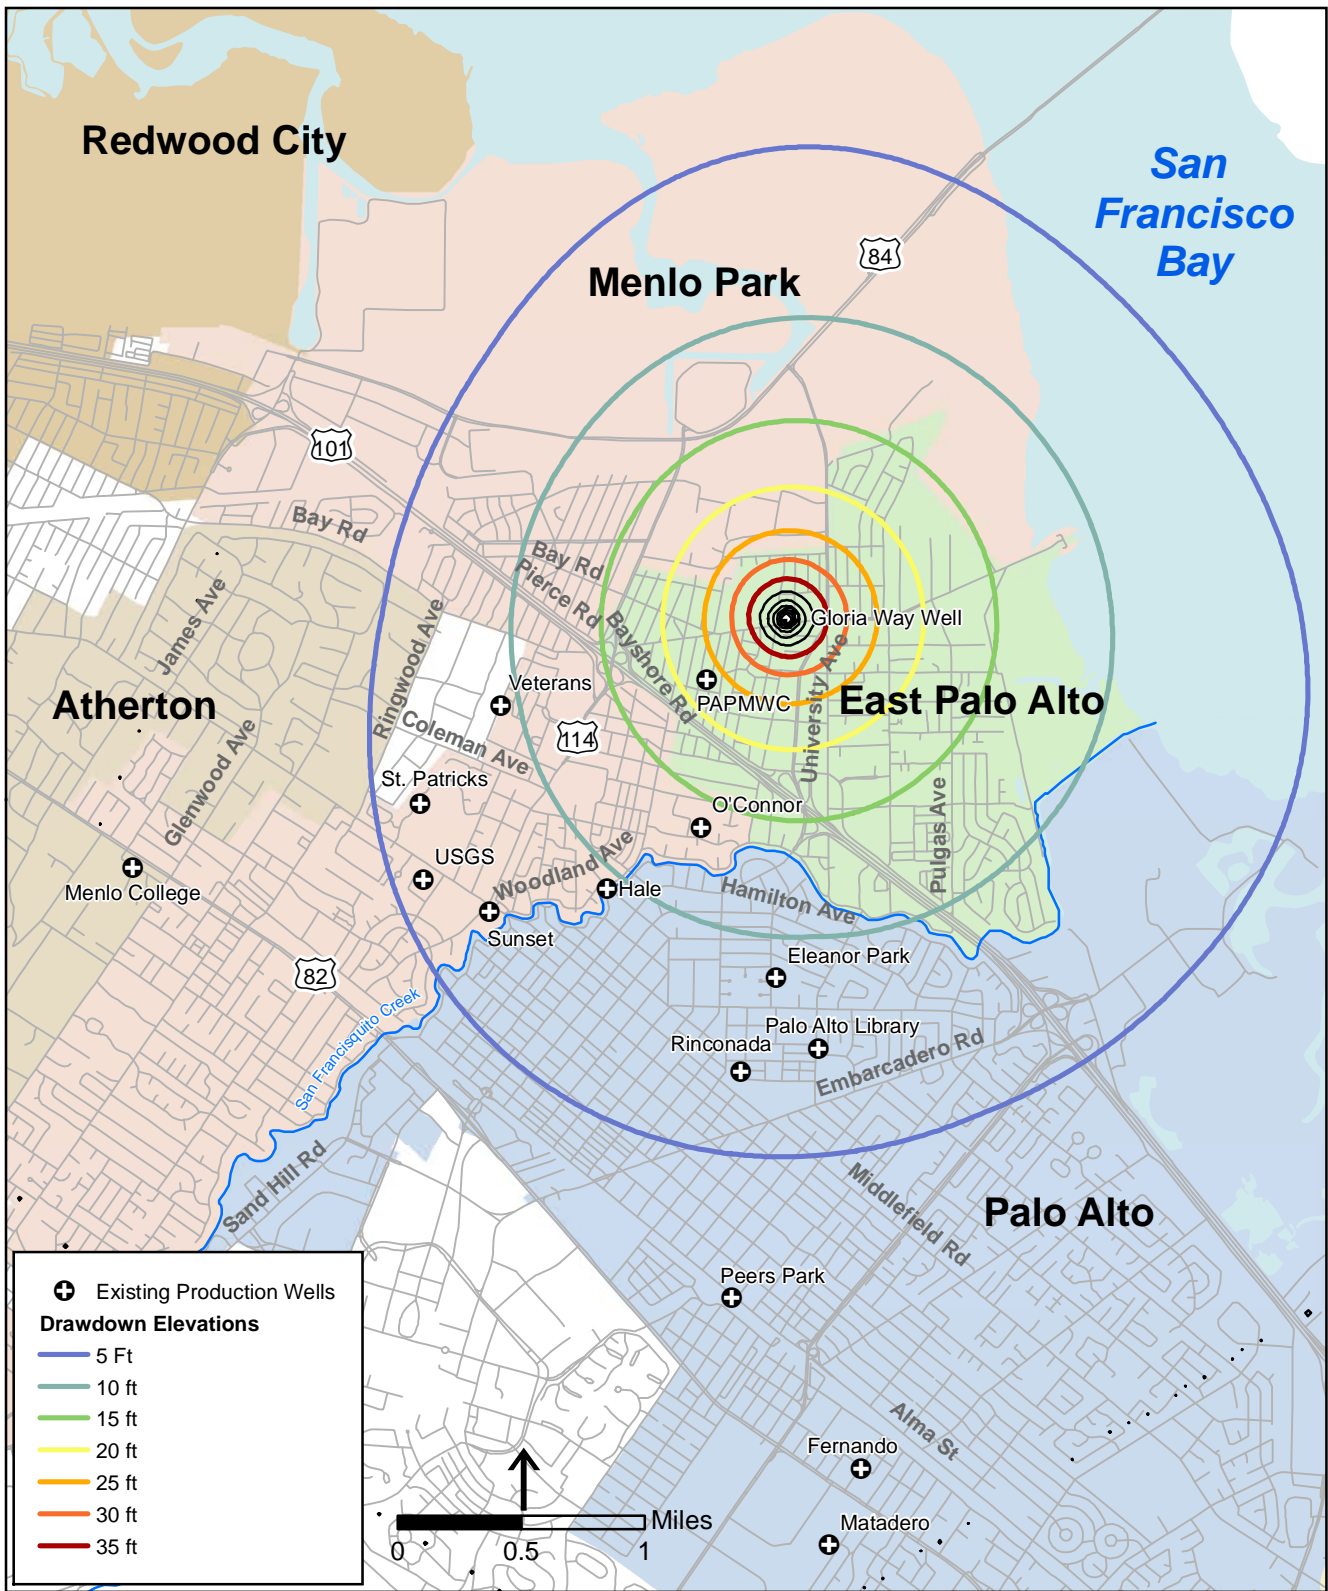 Redwood City
San
Francisco
Bay
84
Menlo Park
101
Bay Rd
Bay Rd
Pierce Rd
James Ave
Ringwood Ave
Bayshore Rd
Gloria Way Well
University Ave
Veterans
PAPMWC
East Palo Alto
Atherton
Glenwood Ave
Coleman Ave
114
St. Patricks
O'Connor
Pulgas Ave
USGS
Woodland Ave
Menlo College
Hale
Hamilton Ave
Sunset
82
Eleanor Park
San Francisquito Creek
Palo Alto Library
Rinconada
Embarcadero Rd
Sand Hill Rd
Middlefield Rd
Palo Alto
Peers Park
Alma St
Fernando
Matadero
Existing Production Wells
Drawdown Elevations
5 Ft
10 ft
15 ft
20 ft
25 ft
30 ft
35 ft
Miles
0 0.5 1